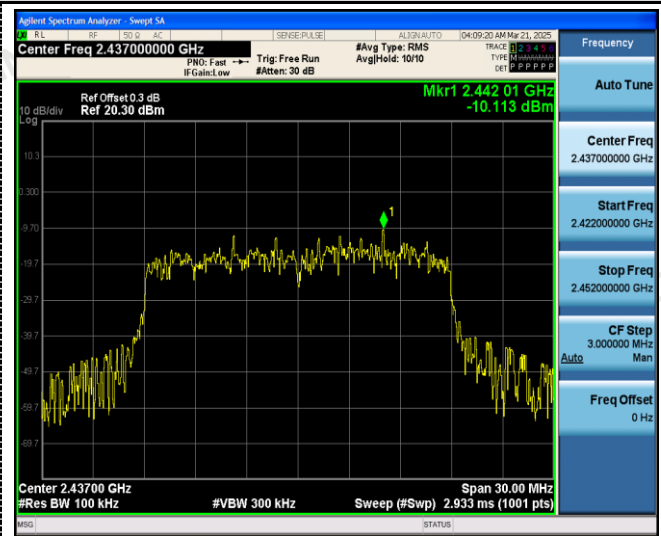 Agilent Spectrum Analyzer - Swept SA
RL RF 50 Ω AC SENSE:PULSE ALIGNAUTO 04:09:20 AM Mar 21, 2025
Center Freq 2.437000000 GHz
PNO: Fast Trig: Free Run
IFGain:Low #Atten: 30 dB
#Avg Type: RMS
Avg|Hold: 10/10
TRACE 1 2 3 4 5 6
TYPE M
DET P P P P P P
Mkr1 2.442 01 GHz
-10.113 dBm
Ref Offset 0.3 dB
10 dB/div Ref 20.30 dBm
Log
10.3
0.300
-9.70
-19.7
-29.7
-39.7
-49.7
-59.7
-69.7
1
Center 2.43700 GHz Span 30.00 MHz
#Res BW 100 kHz #VBW 300 kHz Sweep (#Swp) 2.933 ms (1001 pts)
MSG STATUS
Frequency
Auto Tune
Center Freq
2.437000000 GHz
Start Freq
2.422000000 GHz
Stop Freq
2.452000000 GHz
CF Step
3.000000 MHz
Auto Man
Freq Offset
0 Hz